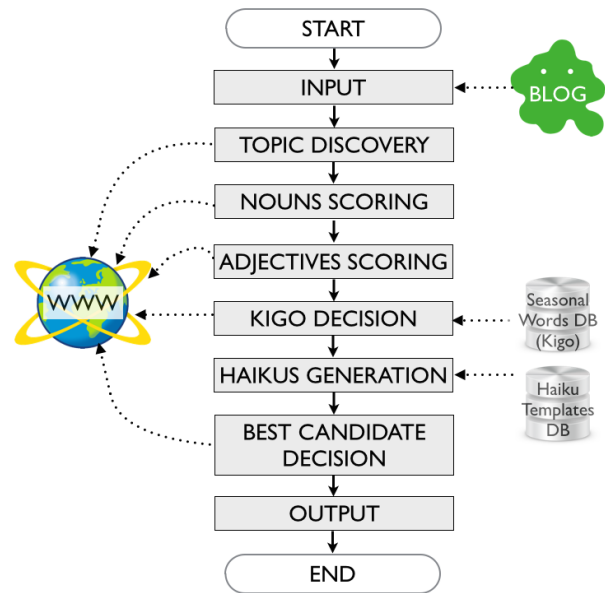 START
INPUT
BLOG
TOPIC DISCOVERY
NOUNS SCORING
ADJECTIVES SCORING
WWW
KIGO DECISION
Seasonal
Words DB
(Kigo)
HAIKUS GENERATION
Haiku
Templates
DB
BEST CANDIDATE
DECISION
OUTPUT
END